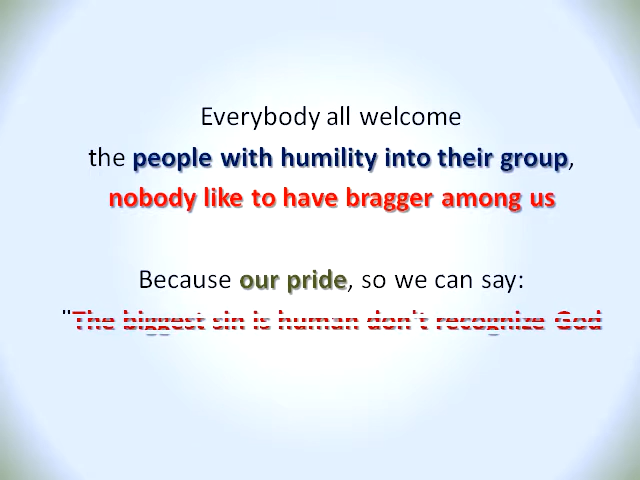 Everybody all welcome
the people with humility into their group,
nobody like to have bragger among us
Because our pride, so we can say:
"The biggest sin is human don't recognize God